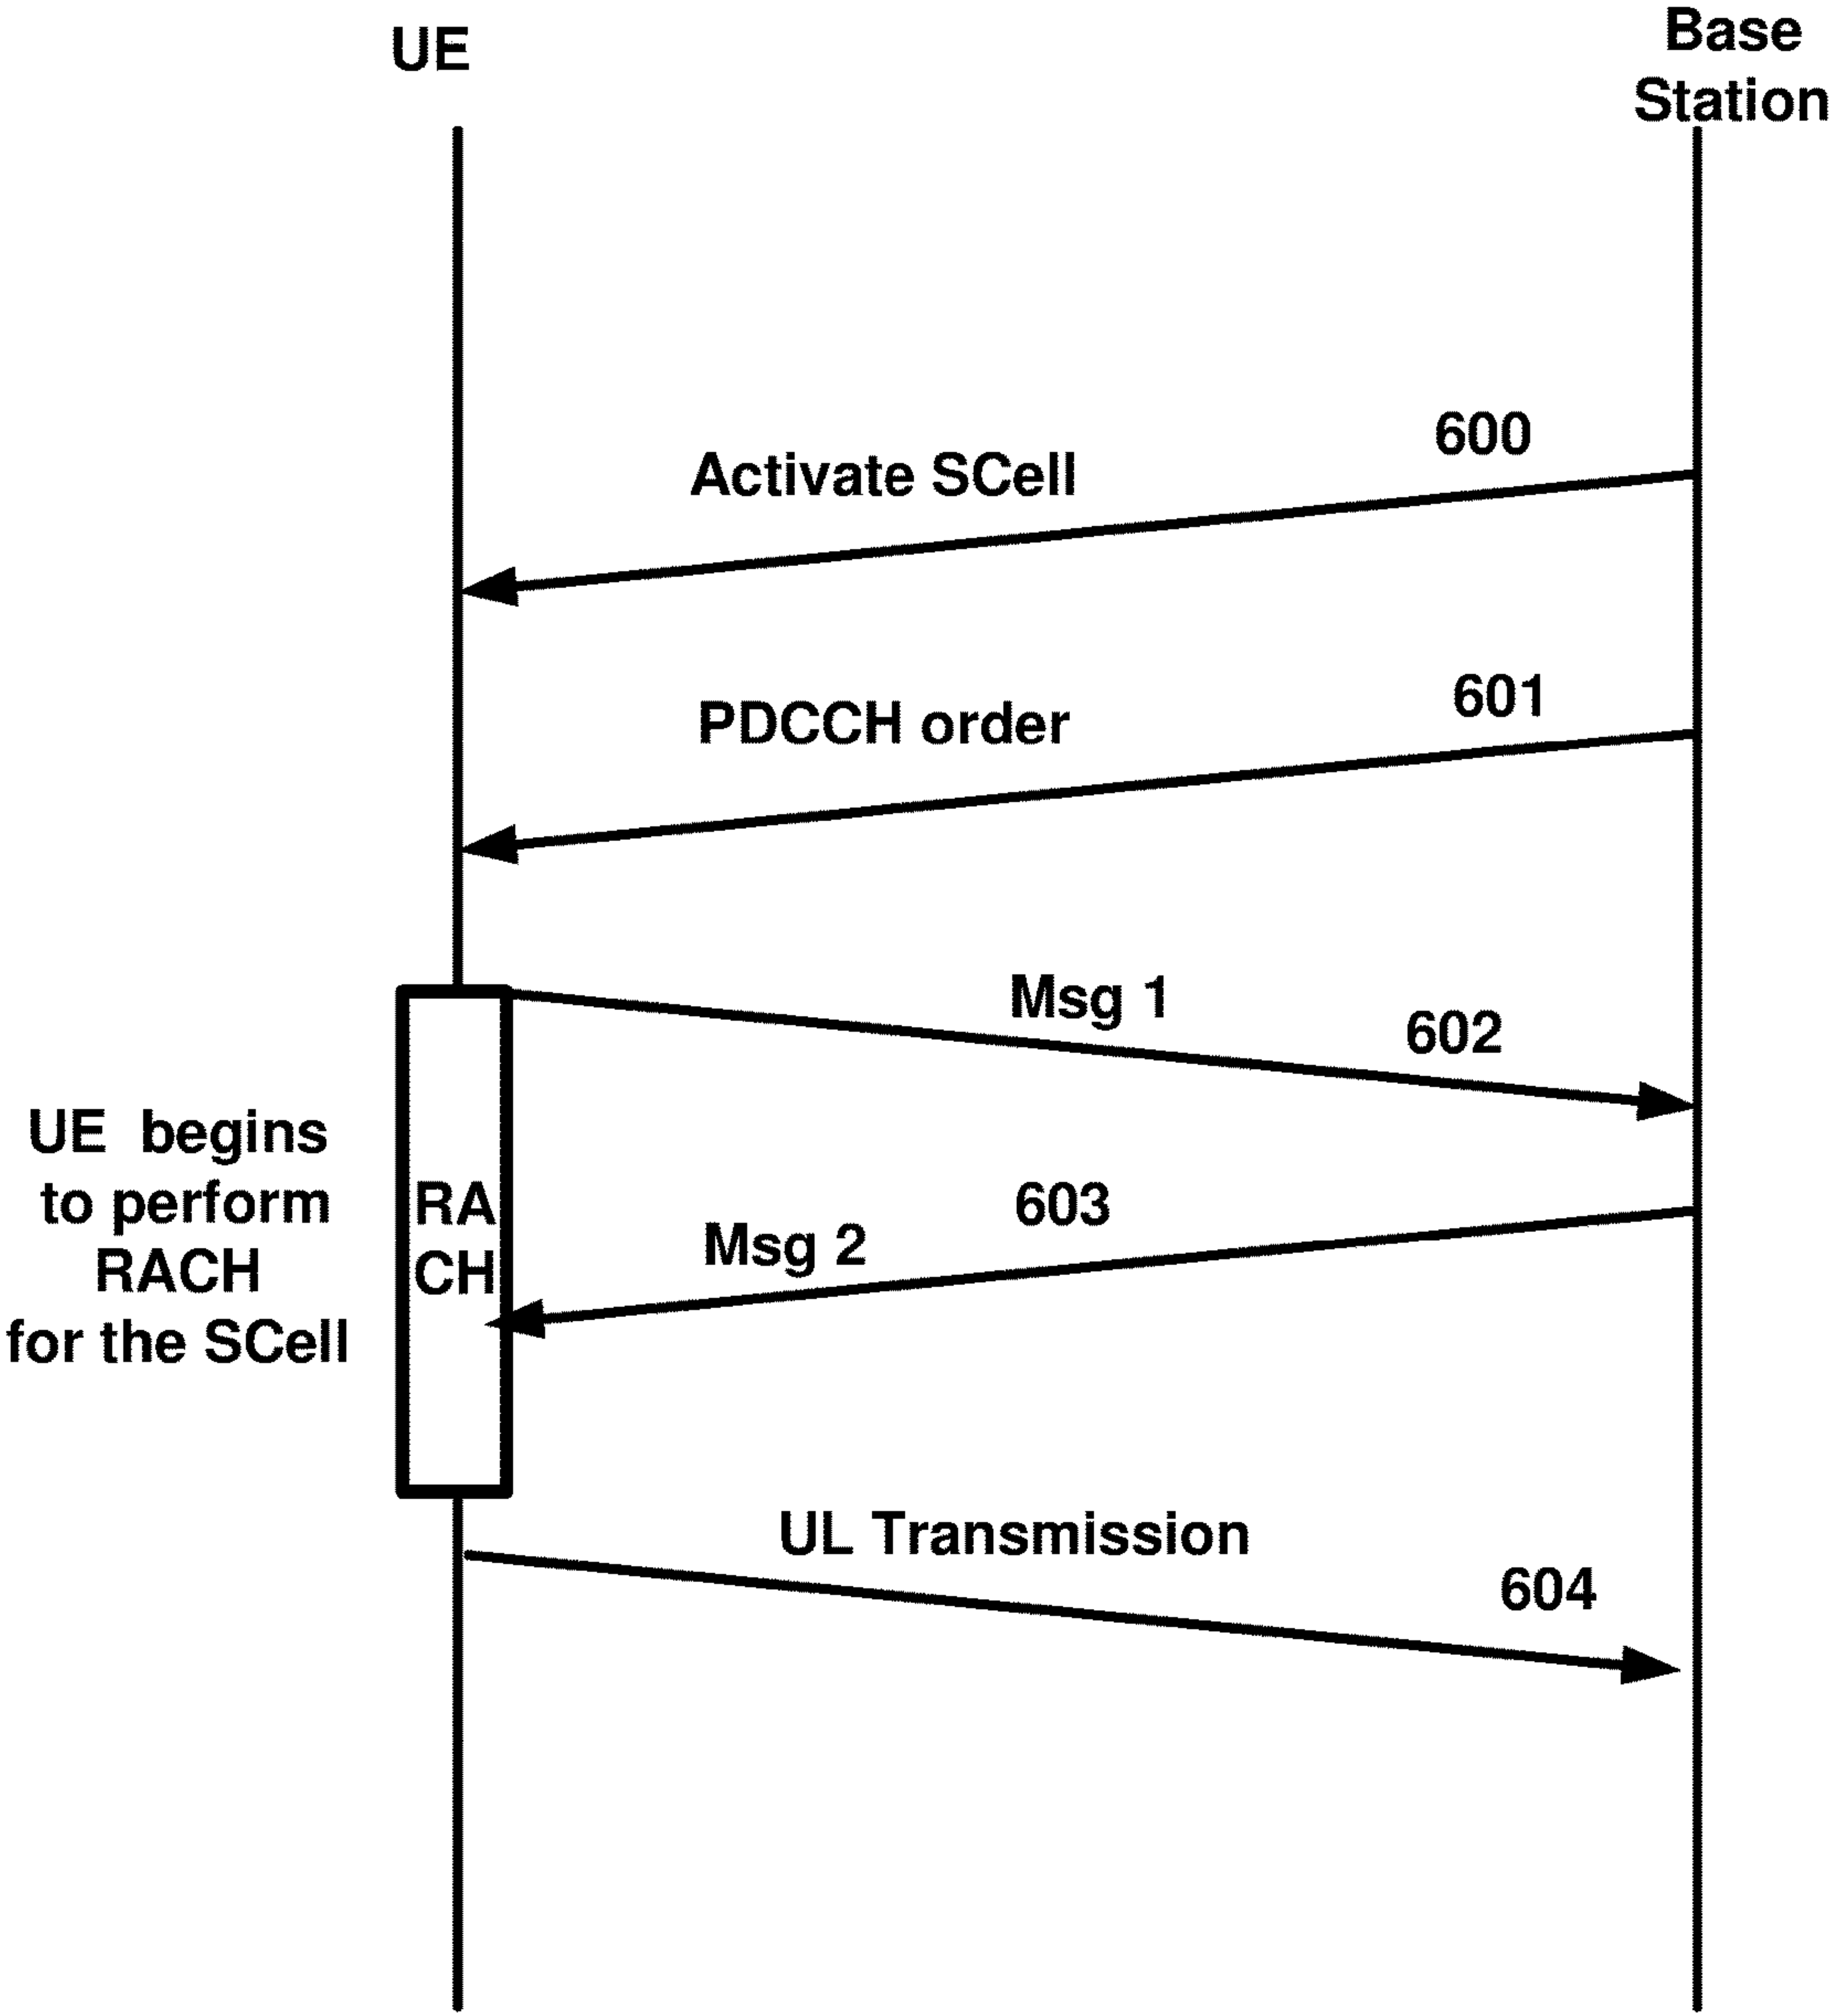 UE
Base
Station
600
Activate SCell
601
PDCCH order
Msg 1
602
UE begins
to perform
RACH
for the SCell
RA
CH
603
Msg 2
UL Transmission
604